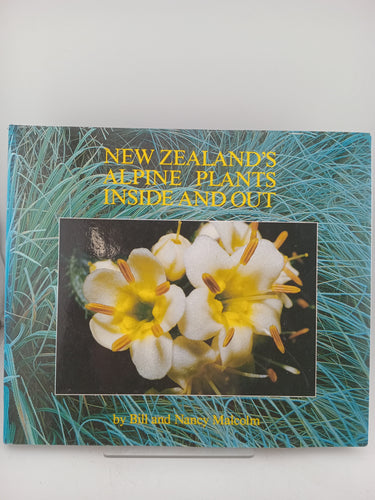 NEW ZEALAND'S
ALPINE PLANTS
INSIDE AND OUT
by Bill and Nancy Malcolm